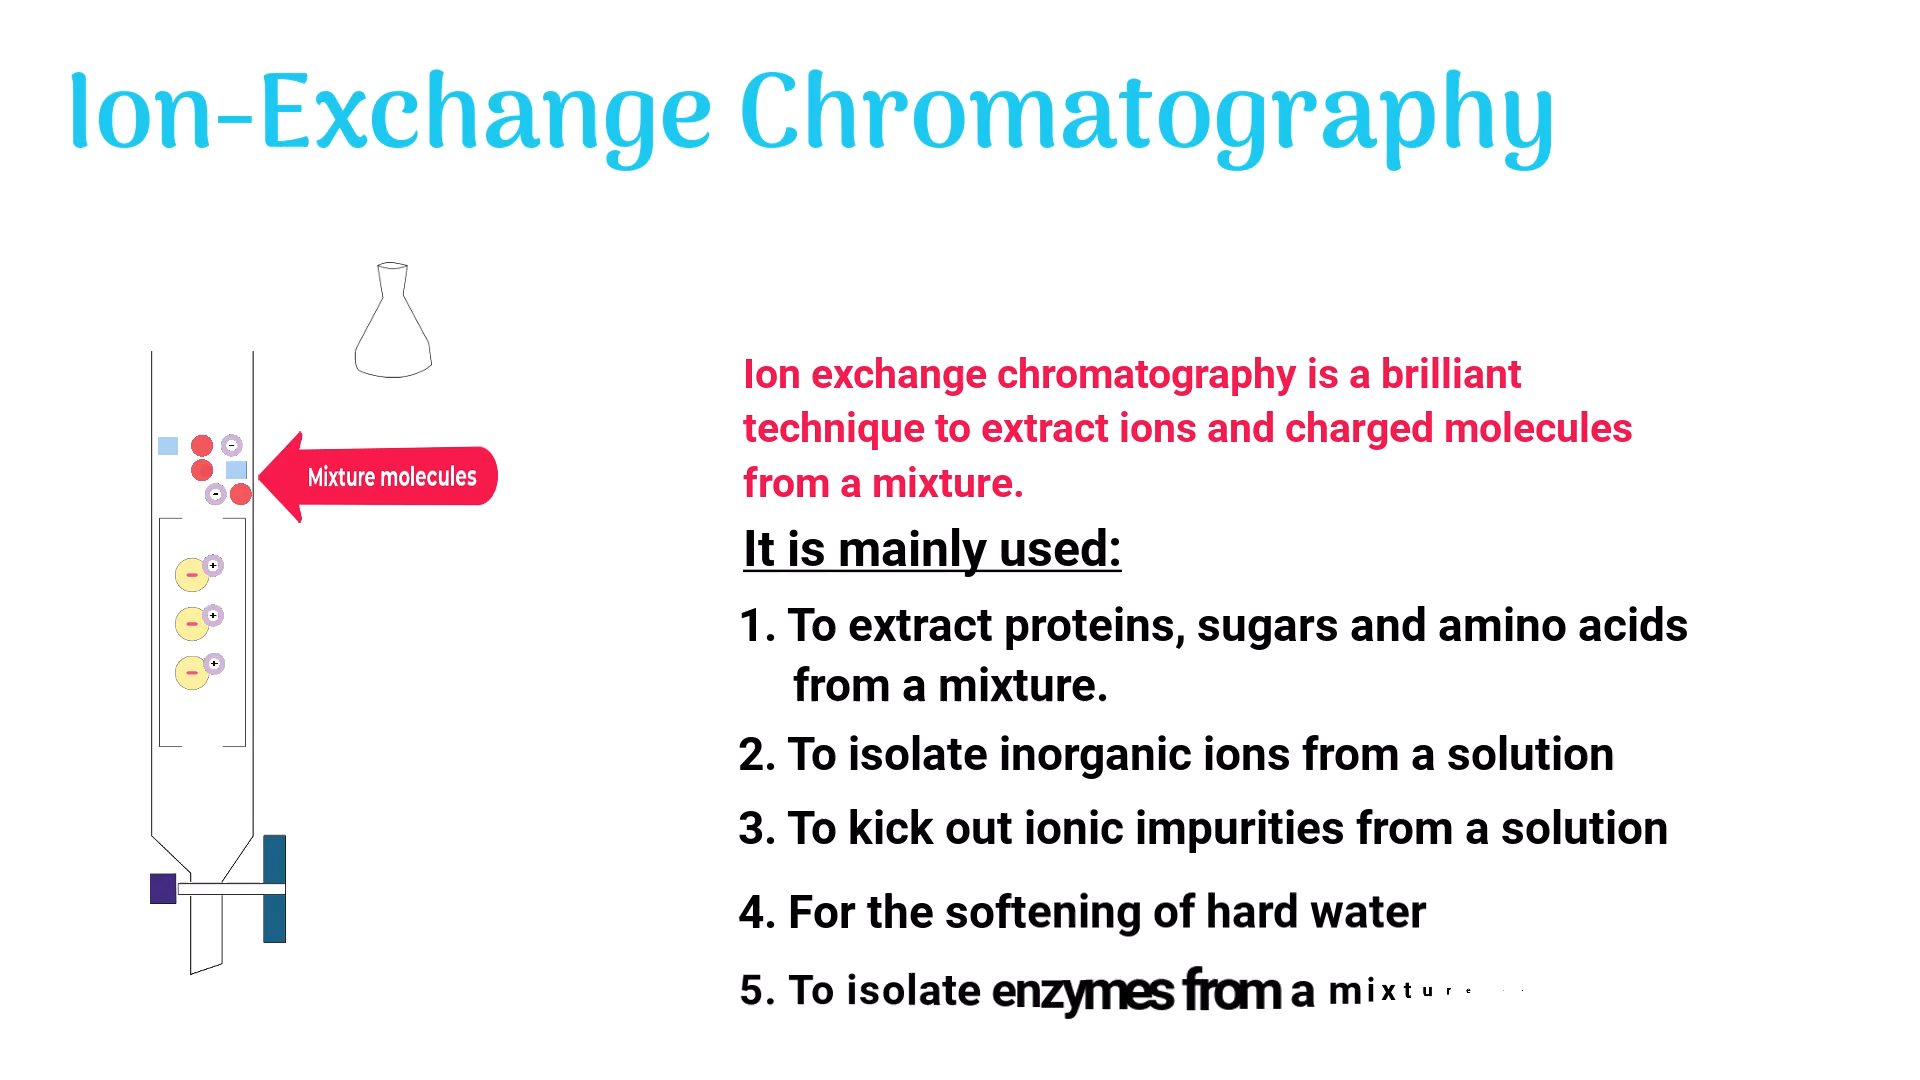 Ion-Exchange Chromatography
Mixture molecules
Ion exchange chromatography is a brilliant
technique to extract ions and charged molecules
from a mixture.
It is mainly used:
1. To extract proteins, sugars and amino acids
from a mixture.
2. To isolate inorganic ions from a solution
3. To kick out ionic impurities from a solution
4. For the softening of hard water
5. To isolate enzymes from a mixture